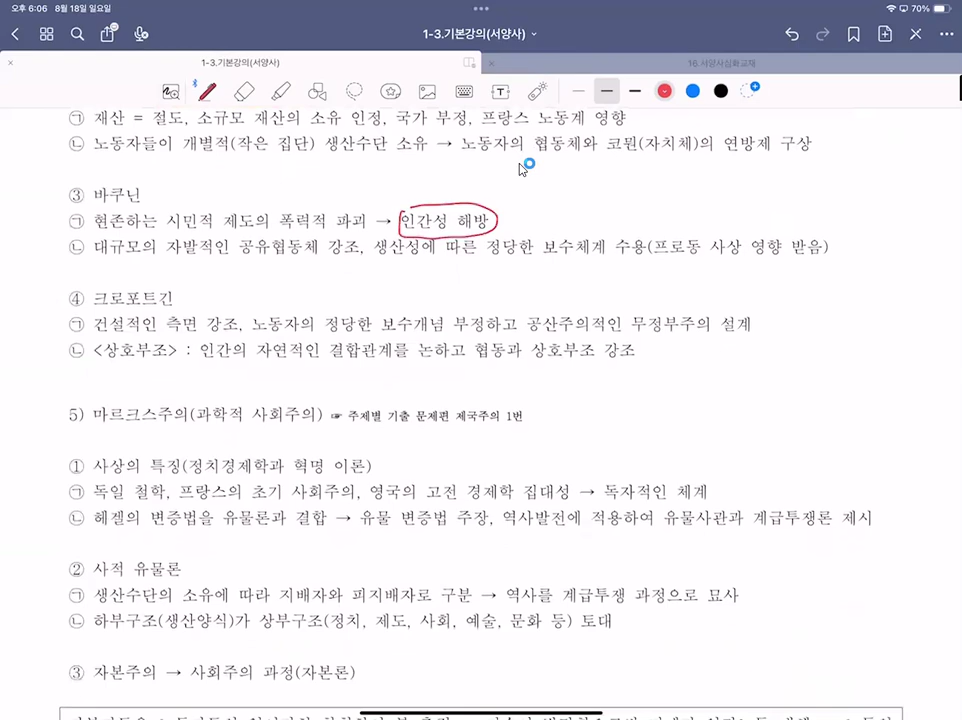 오후 6:06 8월 18일 일요일
70%
1-3.기본강의(서양사)
1-3.기본강의(서양사)
16.서양사심화교재
㉠ 재산 = 절도, 소규모 재산의 소유 인정, 국가 부정, 프랑스 노동계 영향
㉡ 노동자들이 개별적(작은 집단) 생산수단 소유 → 노동자의 협동체와 코뮌(자치체)의 연방제 구상
③ 바쿠닌
㉠ 현존하는 시민적 제도의 폭력적 파괴 → 인간성 해방
㉡ 대규모의 자발적인 공유협동체 강조, 생산성에 따른 정당한 보수체계 수용(프로동 사상 영향 받음)
④ 크로포트긴
㉠ 건설적인 측면 강조, 노동자의 정당한 보수개념 부정하고 공산주의적인 무정부주의 설계
㉡ <상호부조> : 인간의 자연적인 결합관계를 논하고 협동과 상호부조 강조
5) 마르크스주의(과학적 사회주의) ☞ 주제별 기출 문제편 제국주의 1번
① 사상의 특징(정치경제학과 혁명 이론)
㉠ 독일 철학, 프랑스의 초기 사회주의, 영국의 고전 경제학 집대성 → 독자적인 체계
㉡ 헤겔의 변증법을 유물론과 결합 → 유물 변증법 주장, 역사발전에 적용하여 유물사관과 계급투쟁론 제시
② 사적 유물론
㉠ 생산수단의 소유에 따라 지배자와 피지배자로 구분 → 역사를 계급투쟁 과정으로 묘사
㉡ 하부구조(생산양식)가 상부구조(정치, 제도, 사회, 예술, 문화 등) 토대
③ 자본주의 → 사회주의 과정(자본론)